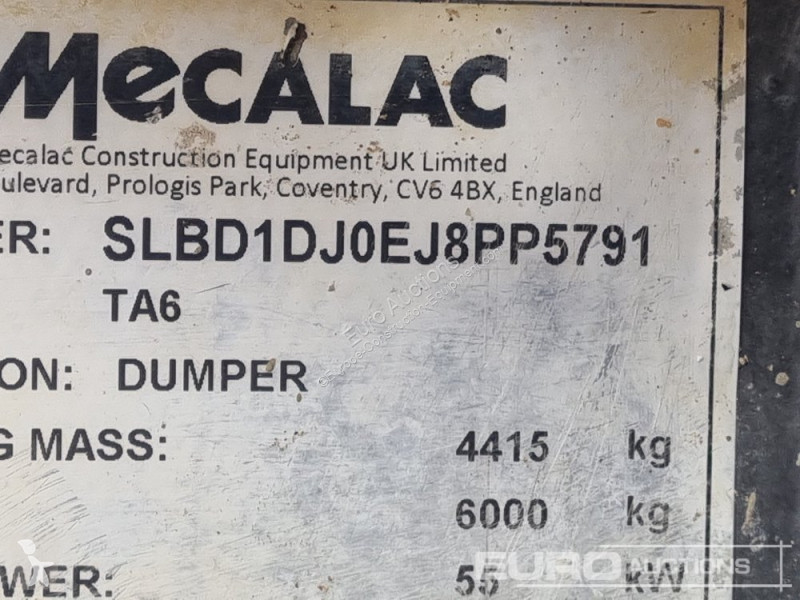 MECALAC
ecalac Construction Equipment UK Limited
ulevard, Prologis Park, Coventry, CV6 4BX, England
ER: SLBD1DJ0EJ8PP5791
TA6
ON: DUMPER
G MASS: 4415 kg
6000 kg
WER: 55 kW
Euro Auctions
EURO AUCTIONS